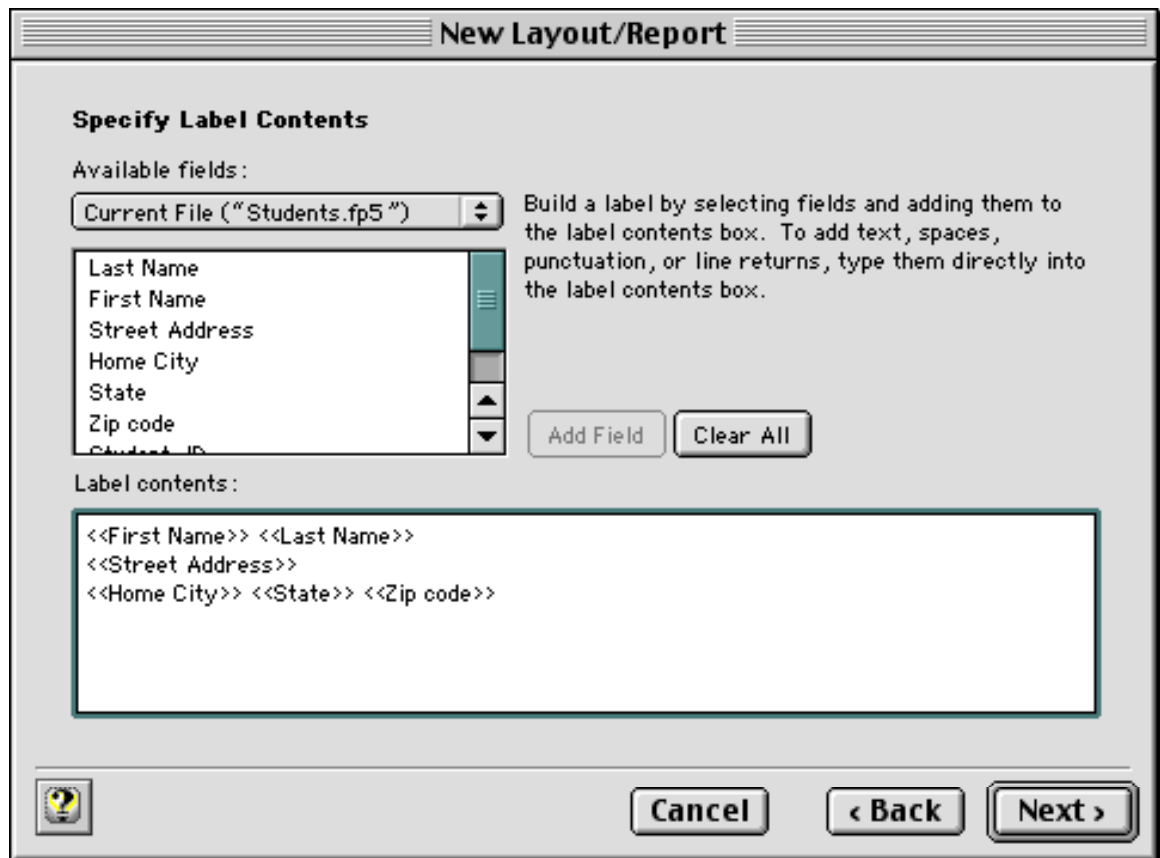 New Layout/Report
Specify Label Contents
Available fields:
Current File ("Students.fp5")
Build a label by selecting fields and adding them to
the label contents box. To add text, spaces,
punctuation, or line returns, type them directly into
the label contents box.
Last Name
First Name
Street Address
Home City
State
Zip code
Student ID
Add Field
Clear All
Label contents:
<<First Name>> <<Last Name>>
<<Street Address>>
<<Home City>> <<State>> <<Zip code>>
?
Cancel
‹ Back
Next ›